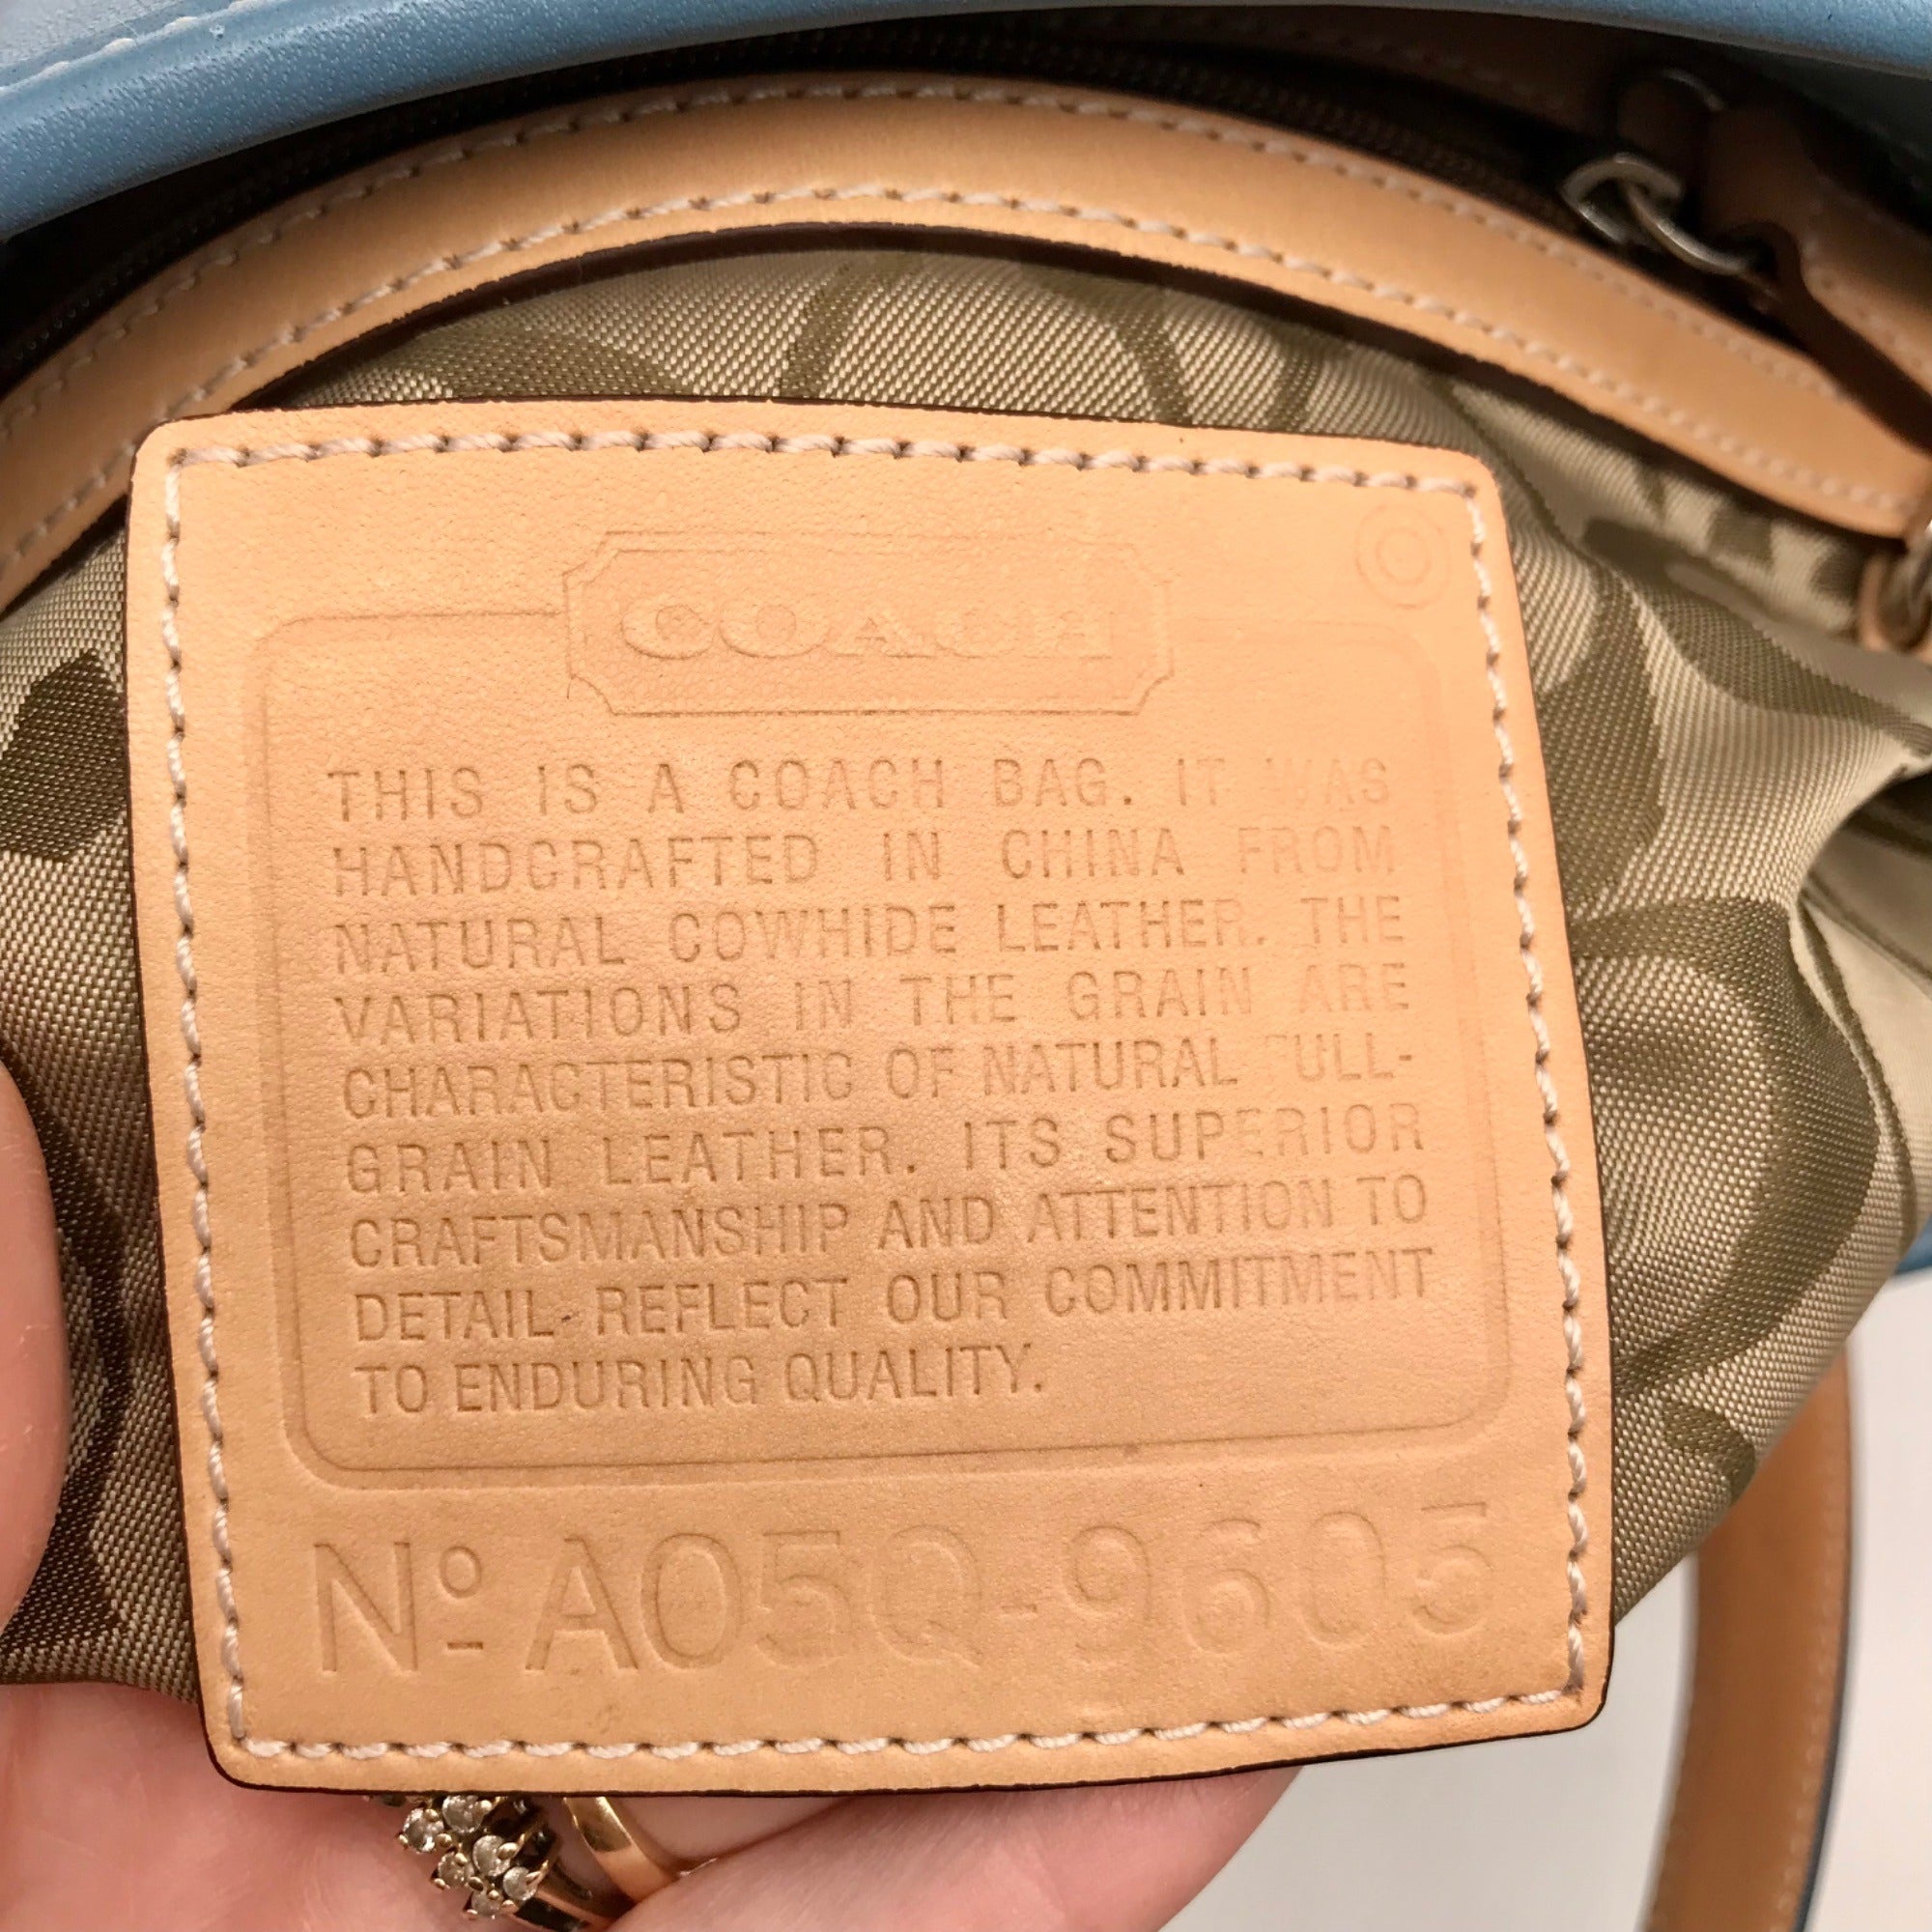 COACH
THIS IS A COACH BAG. IT WAS
HANDCRAFTED IN CHINA FROM
NATURAL COWHIDE LEATHER. THE
VARIATIONS IN THE GRAIN ARE
CHARACTERISTIC OF NATURAL FULL-
GRAIN LEATHER. ITS SUPERIOR
CRAFTSMANSHIP AND ATTENTION TO
DETAIL REFLECT OUR COMMITMENT
TO ENDURING QUALITY.
Nº A05Q-9605